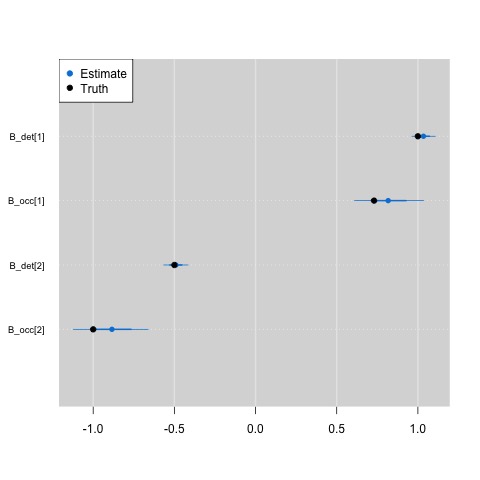 Estimate
Truth
B_det[1]
B_occ[1]
B_det[2]
B_occ[2]
-1.0 -0.5 0.0 0.5 1.0